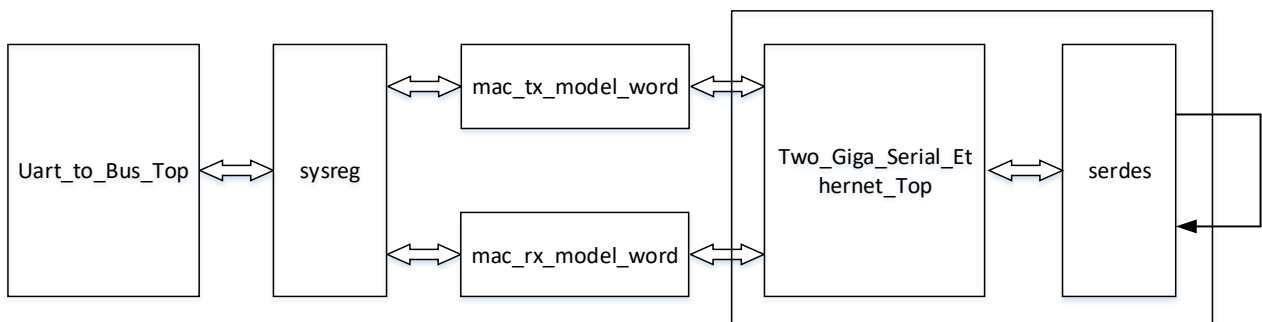 Uart_to_Bus_Top
sysreg
mac_tx_model_word
mac_rx_model_word
Two_Giga_Serial_Et
hernet_Top
serdes